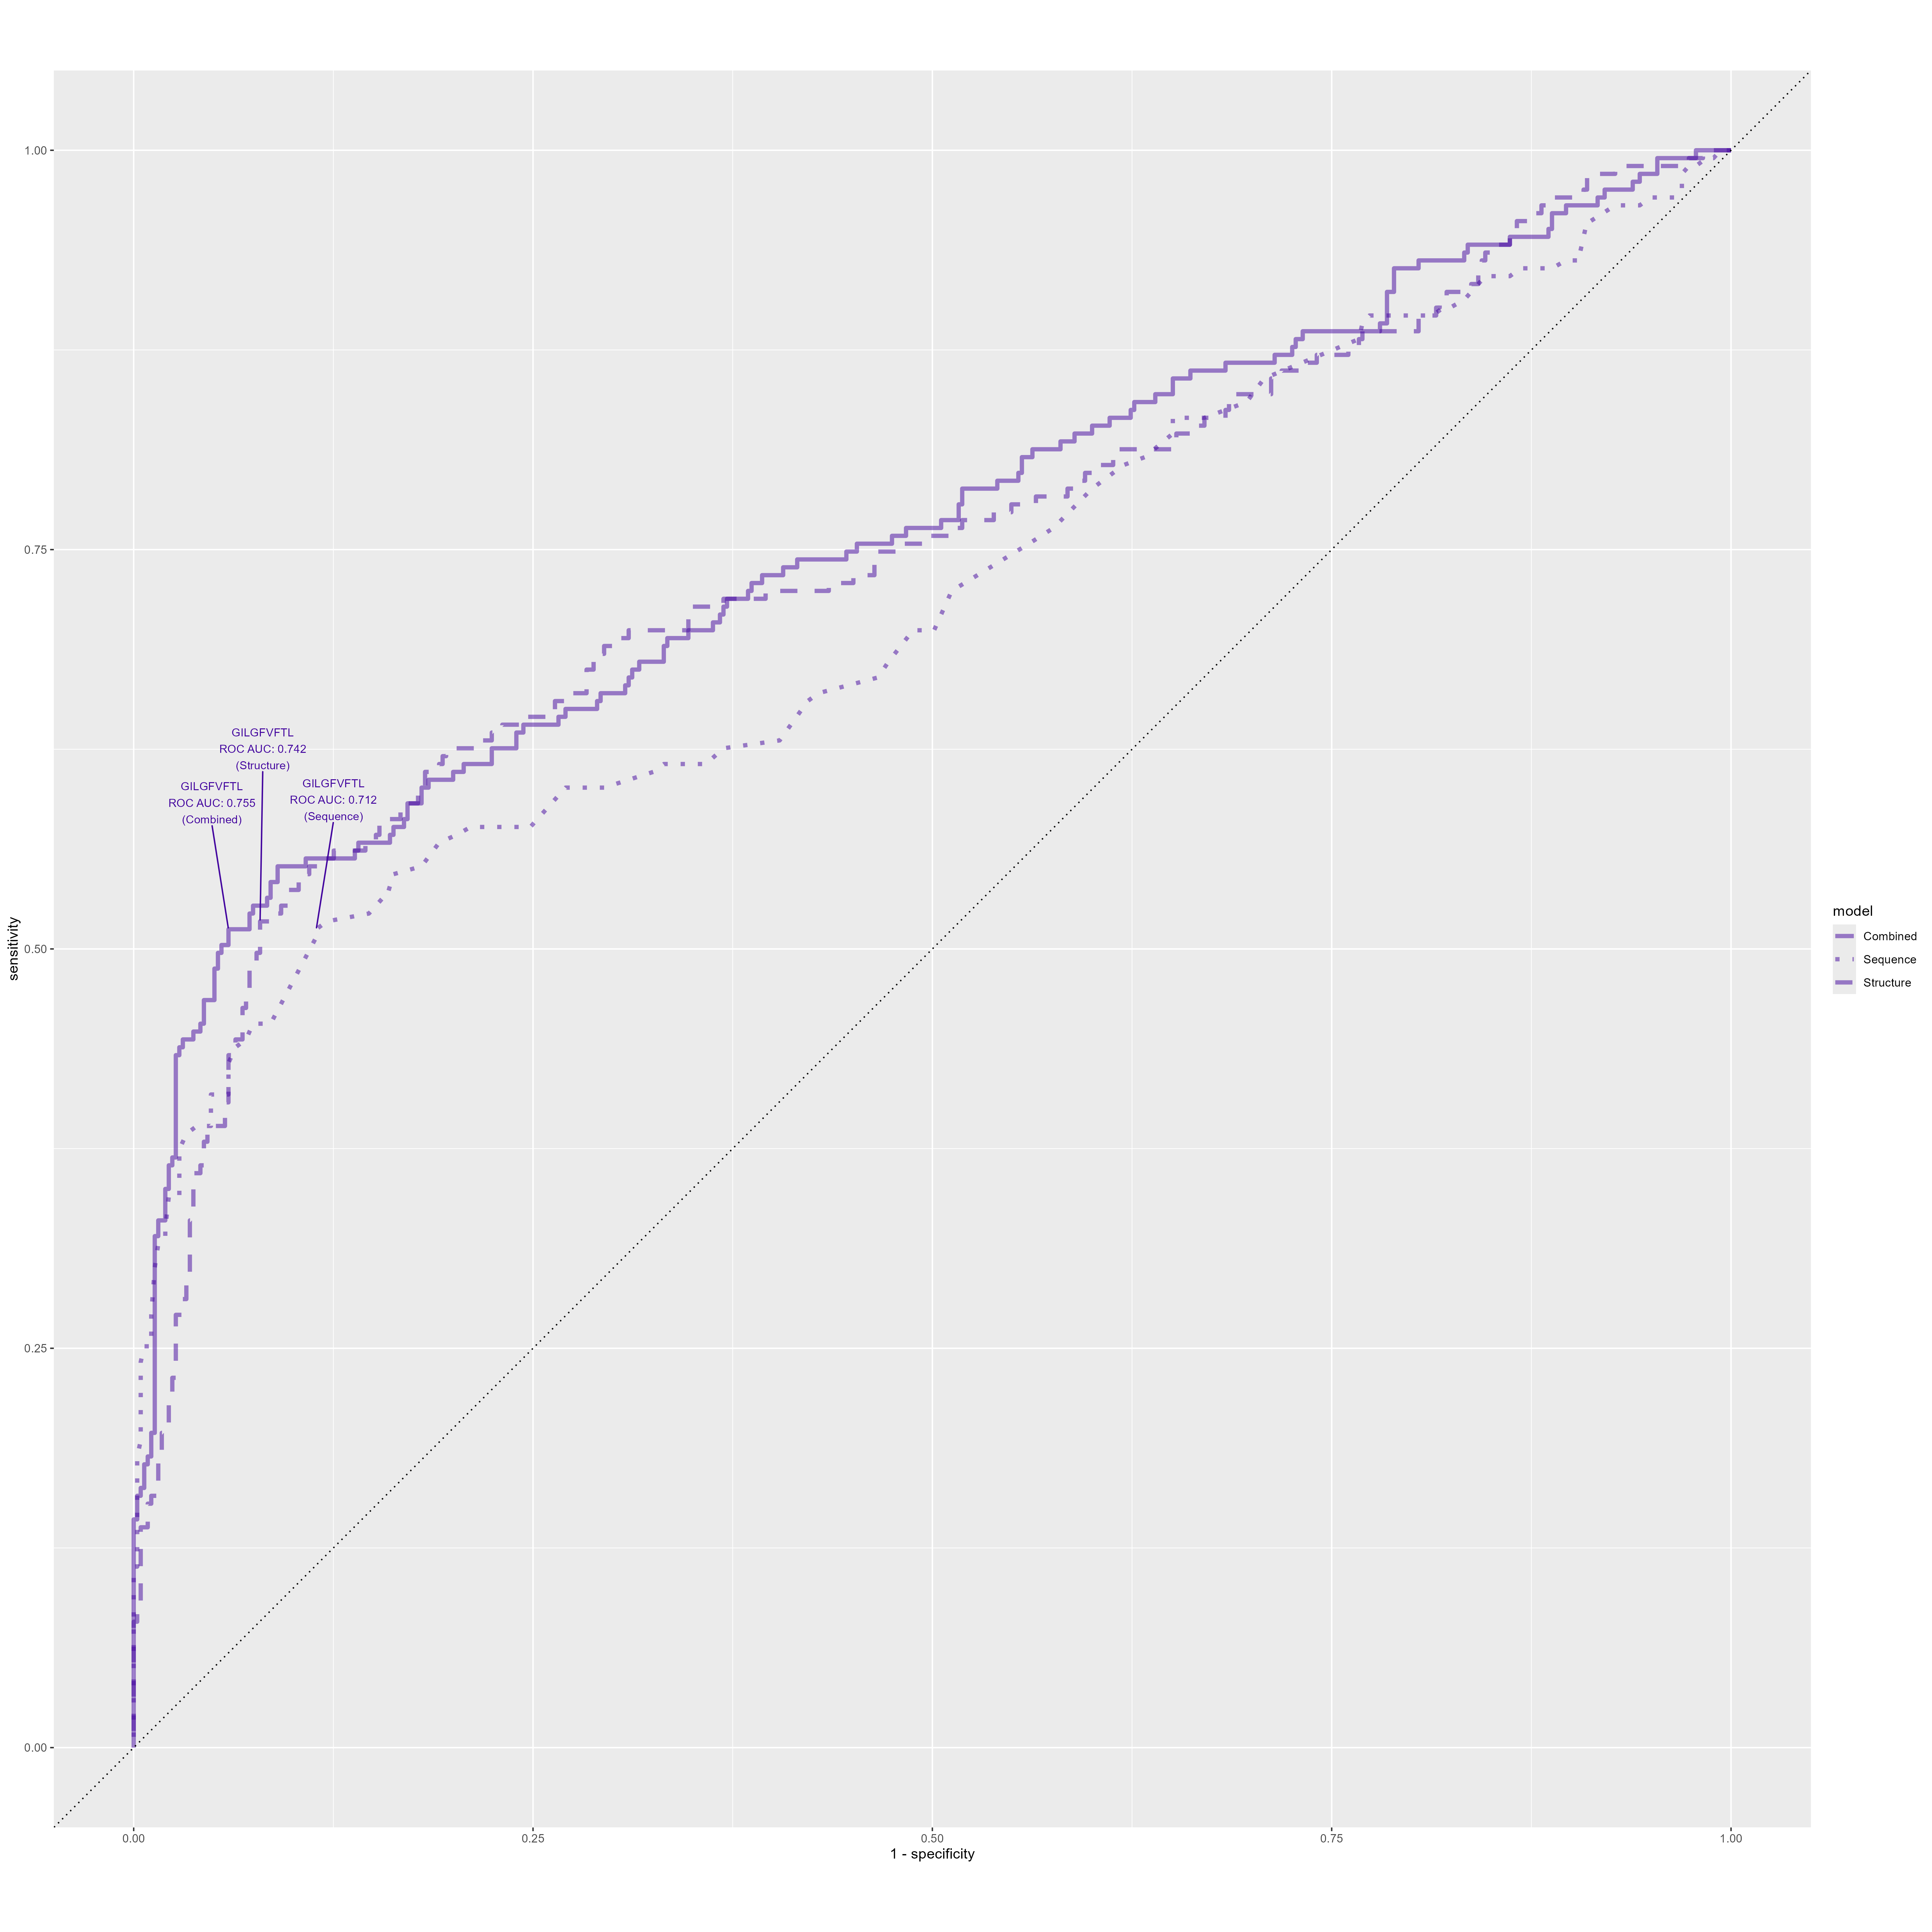 1.00
0.75
0.50
0.25
0.00
sensitivity
GILGFVFTL
ROC AUC: 0.742
(Structure)
GILGFVFTL
ROC AUC: 0.755
(Combined)
GILGFVFTL
ROC AUC: 0.712
(Sequence)
0.00
0.25
0.50
0.75
1.00
1 - specificity
model
Combined
Sequence
Structure